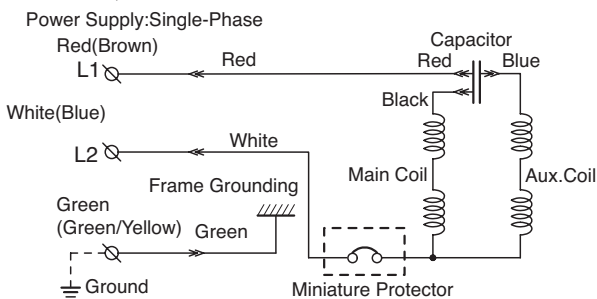 Power Supply:Single-Phase
Red(Brown)
L1
Red
Capacitor
Red
Blue
Black
White(Blue)
L2
White
Main Coil
Aux.Coil
Frame Grounding
Green
(Green/Yellow)
Green
Ground
Miniature Protector